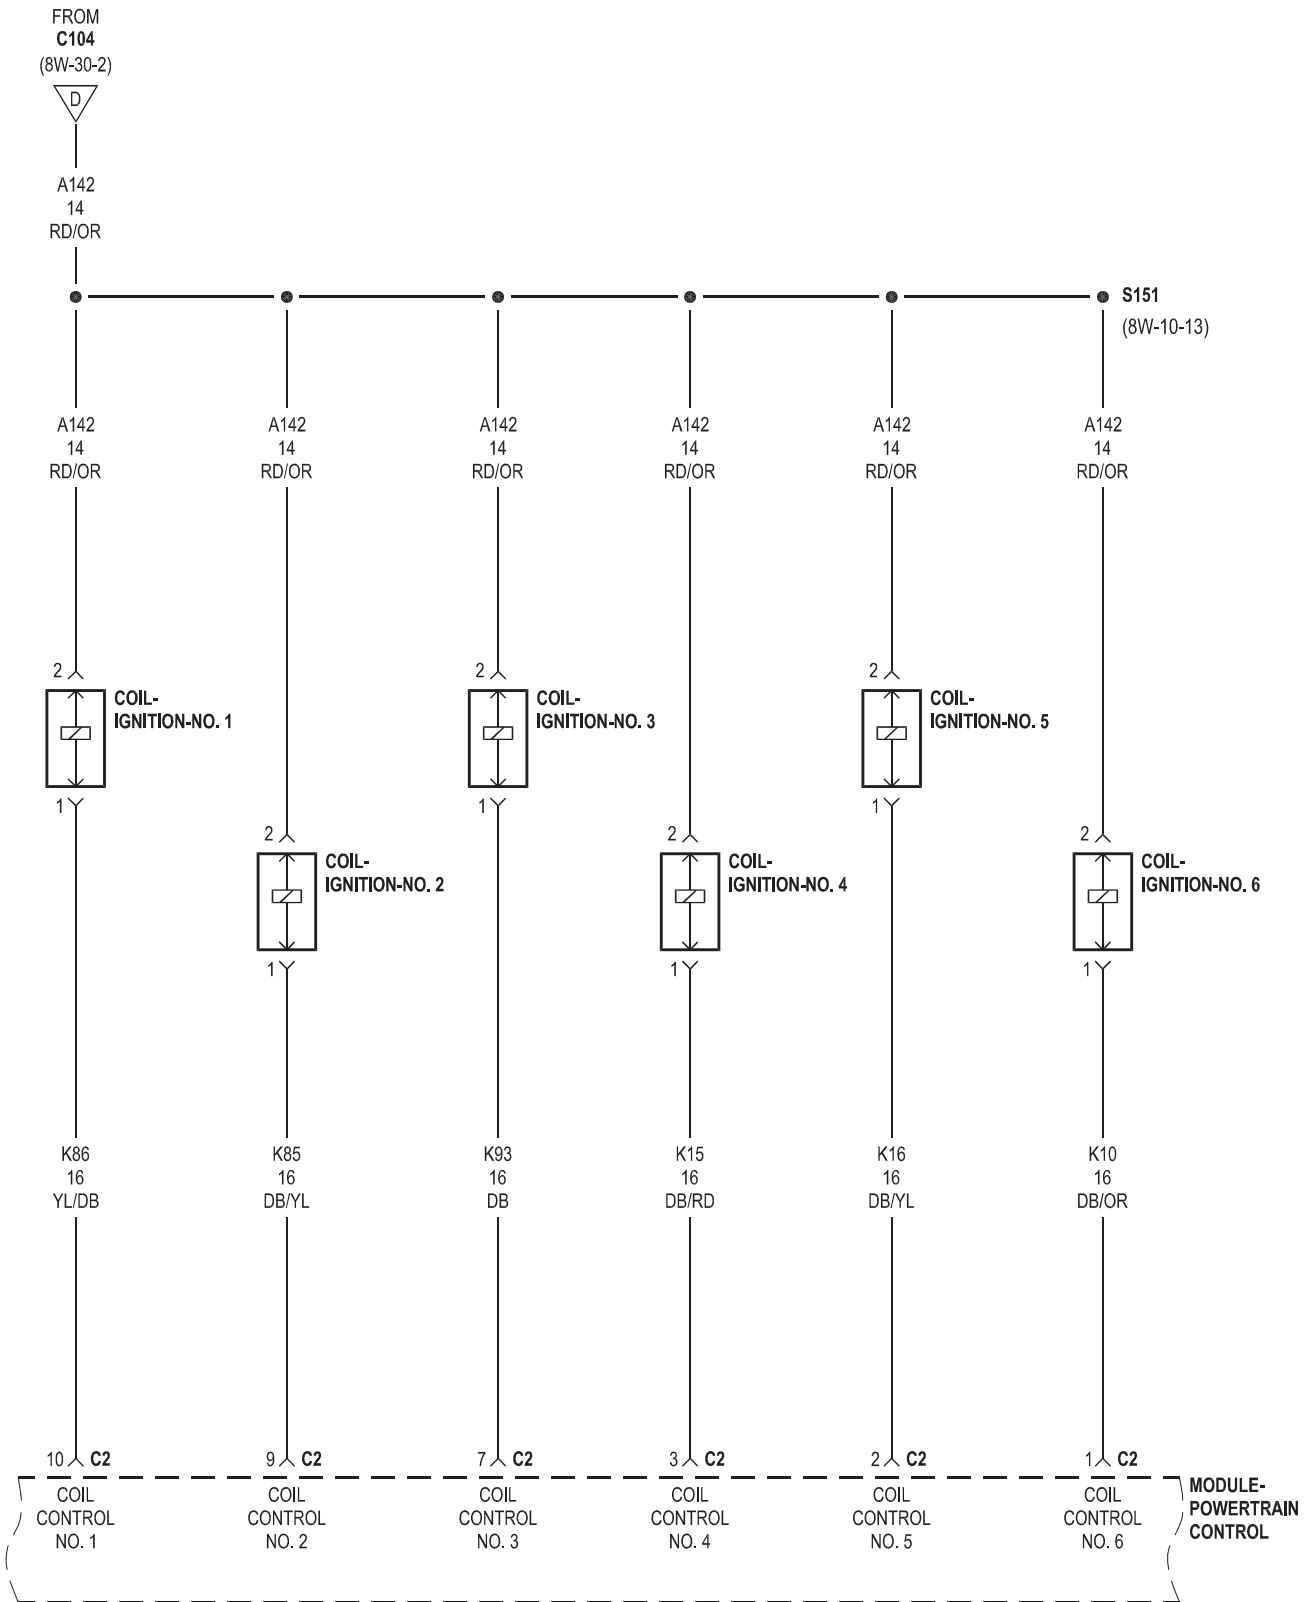 FROM
C104
(8W-30-2)
D
A142
14
RD/OR
S151
(8W-10-13)
A142
14
RD/OR
A142
14
RD/OR
A142
14
RD/OR
A142
14
RD/OR
A142
14
RD/OR
A142
14
RD/OR
2
COIL-
IGNITION-NO. 1
1
2
COIL-
IGNITION-NO. 3
1
2
COIL-
IGNITION-NO. 5
1
2
COIL-
IGNITION-NO. 2
1
2
COIL-
IGNITION-NO. 4
1
2
COIL-
IGNITION-NO. 6
1
K86
16
YL/DB
K85
16
DB/YL
K93
16
DB
K15
16
DB/RD
K16
16
DB/YL
K10
16
DB/OR
10 C2
9 C2
7 C2
3 C2
2 C2
1 C2
COIL
CONTROL
NO. 1
COIL
CONTROL
NO. 2
COIL
CONTROL
NO. 3
COIL
CONTROL
NO. 4
COIL
CONTROL
NO. 5
COIL
CONTROL
NO. 6
MODULE-
POWERTRAIN
CONTROL